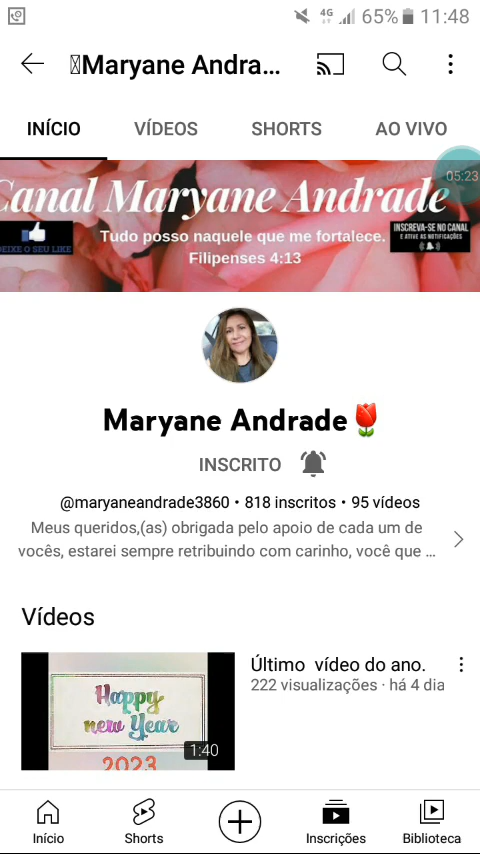 4G 65% 11:48
Maryane Andra...
INÍCIO VÍDEOS SHORTS AO VIVO
05:23
Canal Maryane Andrade
Tudo posso naquele que me fortalece.
Filipenses 4:13
DEIXE O SEU LIKE
INSCREVA-SE NO CANAL
E ATIVE AS NOTIFICAÇÕES
Maryane Andrade🌷
INSCRITO
@maryaneandrade3860 • 818 inscritos • 95 vídeos
Meus queridos,(as) obrigada pelo apoio de cada um de
vocês, estarei sempre retribuindo com carinho, você que ...
Vídeos
Happy
new Year
2023
1:40
Último vídeo do ano.
222 visualizações · há 4 dia
Início Shorts Inscrições Biblioteca